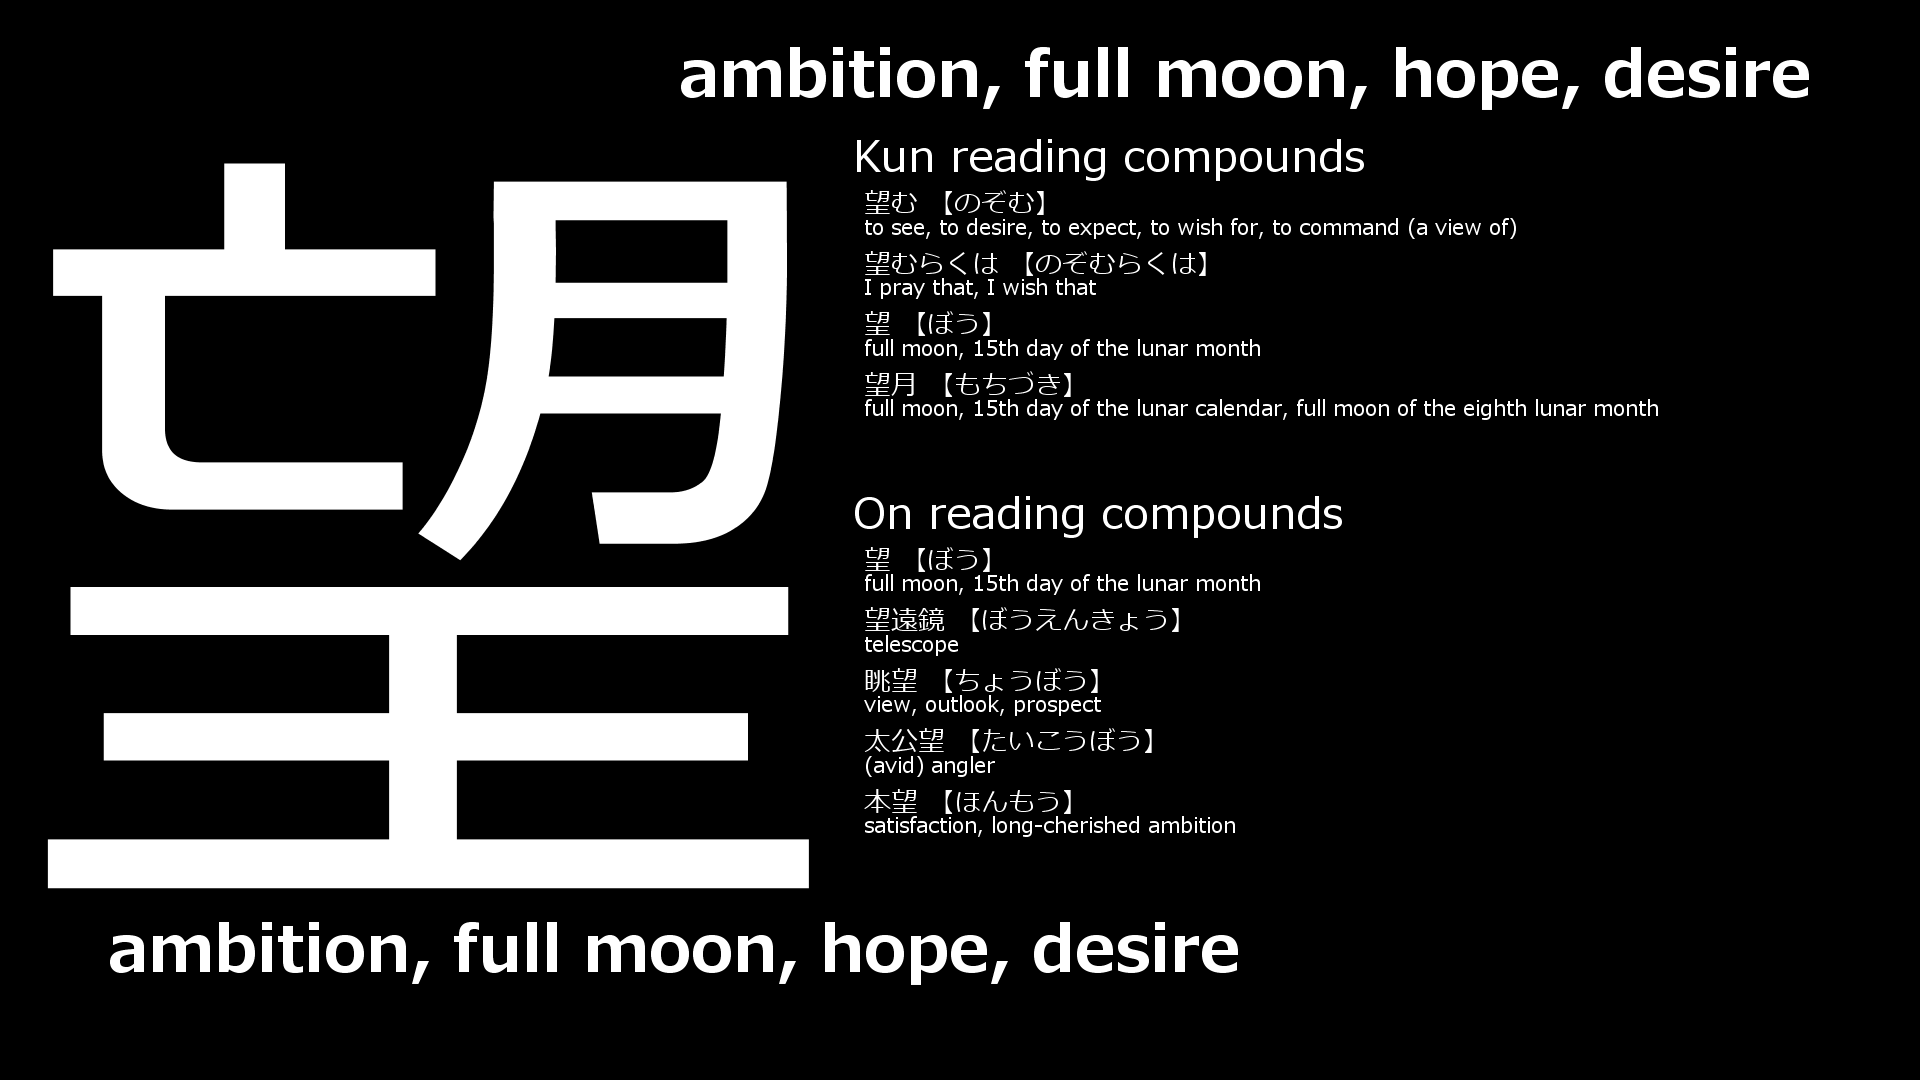 ambition, full moon, hope, desire
望
Kun reading compounds
望む 【のぞむ】
to see, to desire, to expect, to wish for, to command (a view of)
望むらくは 【のぞむらくは】
I pray that, I wish that
望 【ぼう】
full moon, 15th day of the lunar month
望月 【もちづき】
full moon, 15th day of the lunar calendar, full moon of the eighth lunar month
On reading compounds
望 【ぼう】
full moon, 15th day of the lunar month
望遠鏡 【ぼうえんきょう】
telescope
眺望 【ちょうぼう】
view, outlook, prospect
太公望 【たいこうぼう】
(avid) angler
本望 【ほんもう】
satisfaction, long-cherished ambition
ambition, full moon, hope, desire